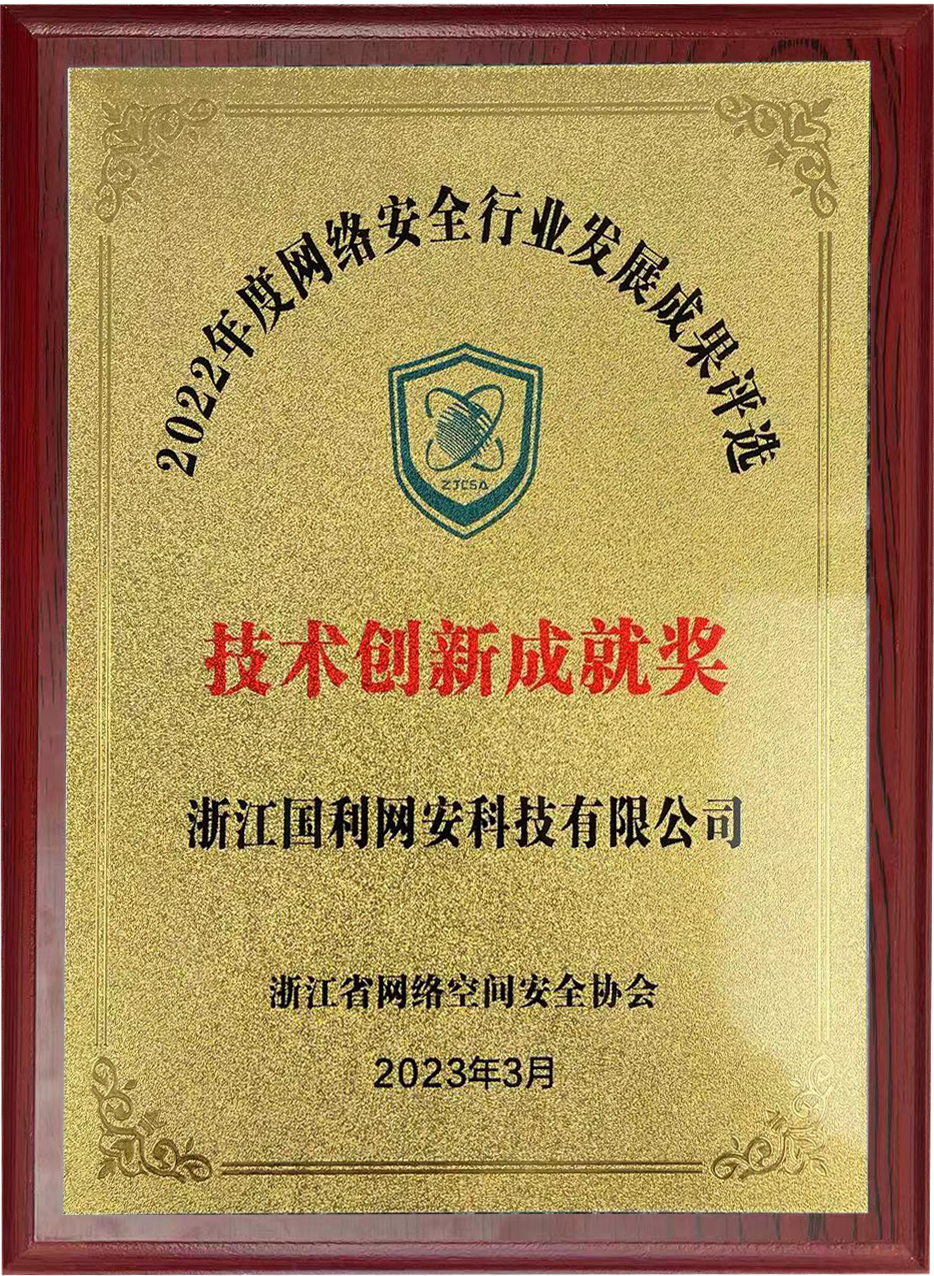 2022年度网络安全行业发展成果评选
ZJCSA
技术创新成就奖
浙江国利网安科技有限公司
浙江省网络空间安全协会
2023年3月